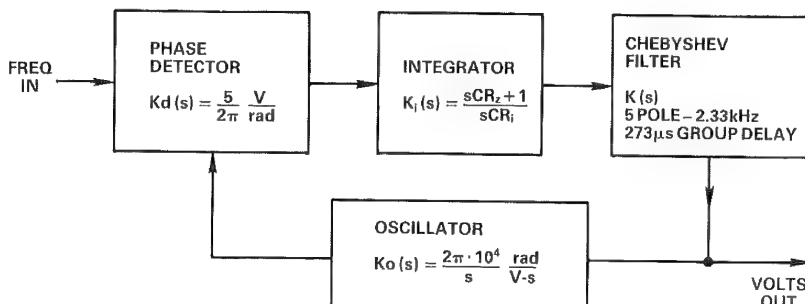 FREQ
IN
PHASE
DETECTOR
Kd (s) = 5/2π V/rad
INTEGRATOR
Kᵢ (s) = sCR_z + 1/sCRᵢ
CHEBYSHEV
FILTER
K (s)
5 POLE – 2.33kHz
273μs GROUP DELAY
OSCILLATOR
Ko (s) = 2π · 10⁴/s rad/V-s
VOLTS
OUT